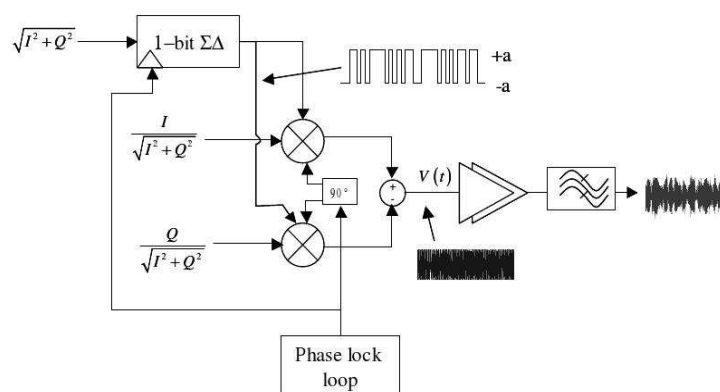 √I² + Q²
1–bit ΣΔ
+a
-a
I
√I² + Q²
90°
+
-
V(t)
Q
√I² + Q²
Phase lock
loop